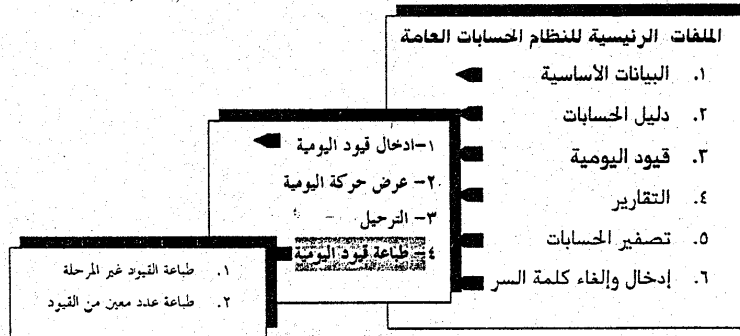 الملفات الرئيسية للنظام الحسابات العامة
١. البيانات الأساسية
٢. دليل الحسابات
٣. قيود اليومية
٤. التقارير
٥. تصفير الحسابات
٦. إدخال وإلغاء كلمة السر
١-ادخال قيود اليومية
٢- عرض حركة اليومية
٣- الترحيل
٤- طباعة قيود اليومية
١. طباعة القيود غير المرحلة
٢. طباعة عدد معين من القيود